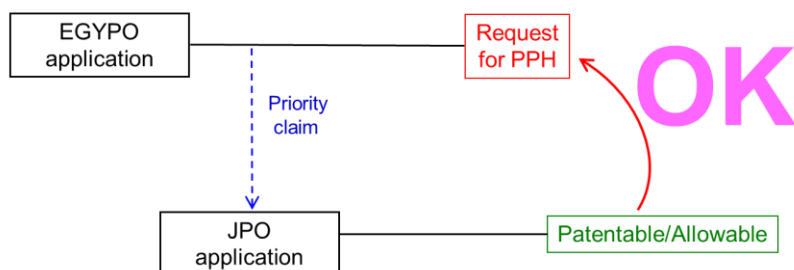 EGYPO
application
Request
for PPH
OK
Priority
claim
JPO
application
Patentable/Allowable